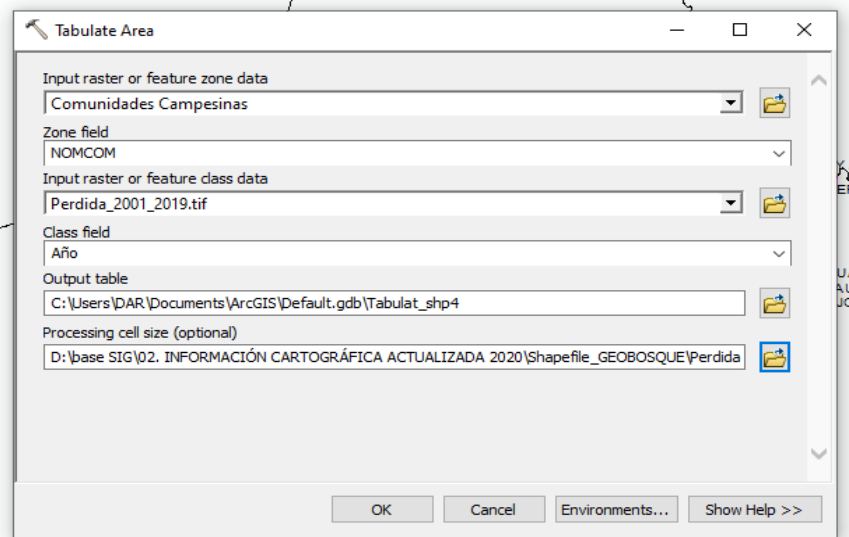 Tabulate Area
Input raster or feature zone data
Comunidades Campesinas
Zone field
NOMCOM
Input raster or feature class data
Perdida_2001_2019.tif
Class field
Año
Output table
C:\Users\DAR\Documents\ArcGIS\Default.gdb\Tabulat_shp4
Processing cell size (optional)
D:\base SIG\02. INFORMACIÓN CARTOGRÁFICA ACTUALIZADA 2020\Shapefile_GEOBOSQUE\Perdida
OK
Cancel
Environments...
Show Help >>